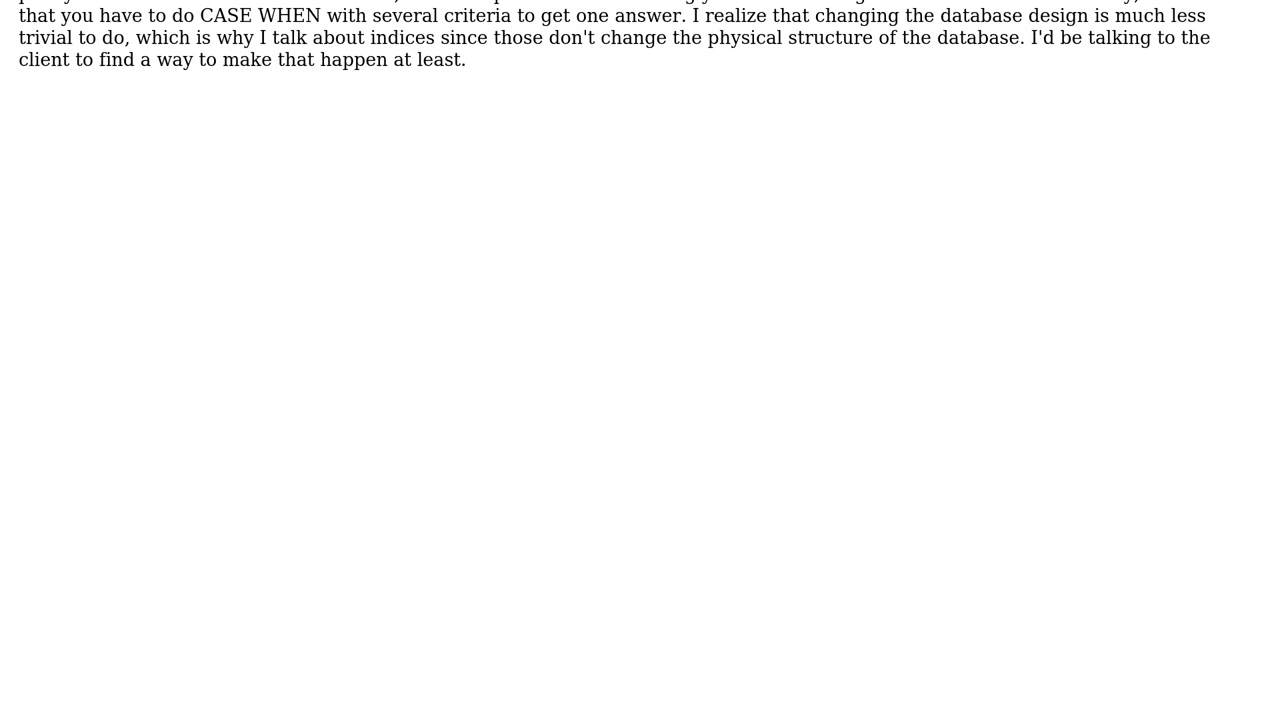 that you have to do CASE WHEN with several criteria to get one answer. I realize that changing the database design is much less
trivial to do, which is why I talk about indices since those don't change the physical structure of the database. I'd be talking to the
client to find a way to make that happen at least.